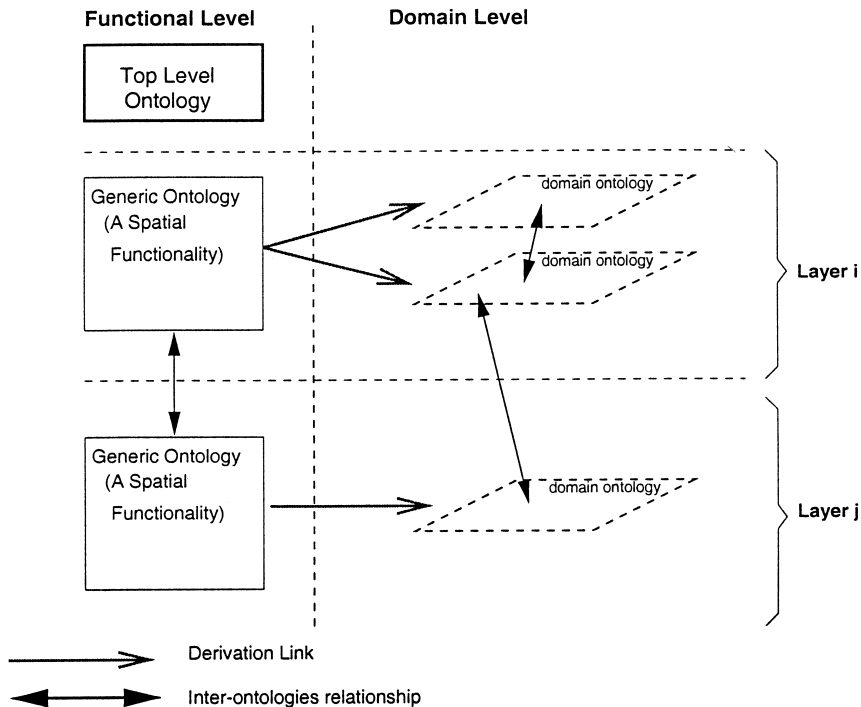 Functional Level
Domain Level
Top Level
Ontology
Generic Ontology
(A Spatial
Functionality)
domain ontology
domain ontology
Layer i
Generic Ontology
(A Spatial
Functionality)
domain ontology
Layer j
Derivation Link
Inter-ontologies relationship